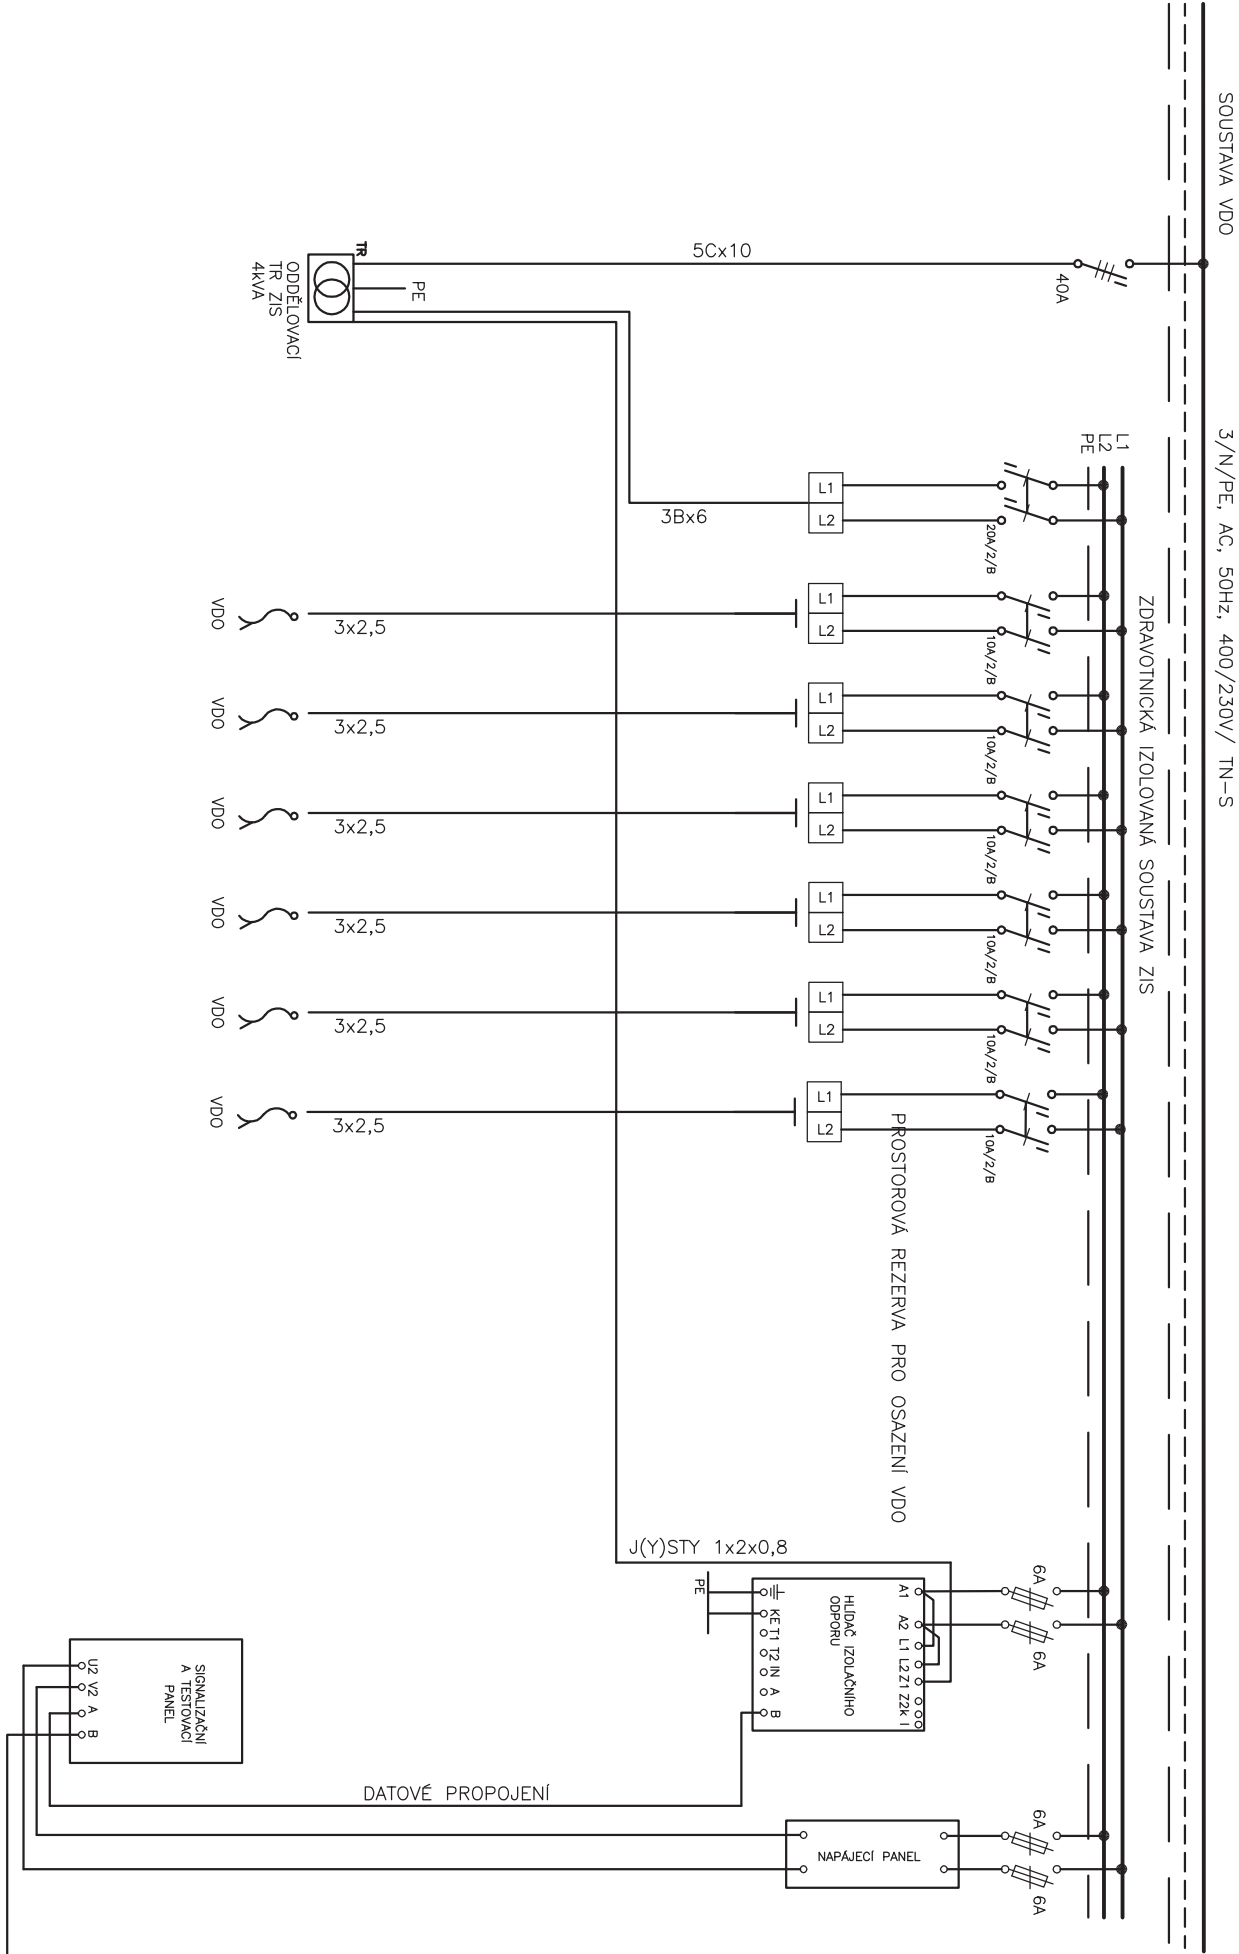 SOUSTAVA VDO
3/N/PE, AC, 50Hz, 400/230V/ TN-S
ZDRAVOTNICKÁ IZOLOVANÁ SOUSTAVA ZIS
L1
L2
PE
40A
5Cx10
TR
PE
ODDĚLOVACÍ
TR ZIS
4kVA
20A/2/B
L1
L2
3Bx6
10A/2/B
L1
L2
3x2,5
VDO
10A/2/B
L1
L2
3x2,5
VDO
10A/2/B
L1
L2
3x2,5
VDO
10A/2/B
L1
L2
3x2,5
VDO
10A/2/B
L1
L2
3x2,5
VDO
10A/2/B
L1
L2
3x2,5
VDO
PROSTOROVÁ REZERVA PRO OSAZENÍ VDO
J(Y)STY 1x2x0,8
6A
6A
A1 A2 L1 L2 Z1 Z2 k I
HLÍDAČ IZOLAČNÍHO
ODPORU
KE T1 T2 IN A B
PE
6A
6A
NAPÁJECÍ PANEL
DATOVÉ PROPOJENÍ
SIGNALIZAČNÍ
A TESTOVACÍ
PANEL
U2 V2 A B